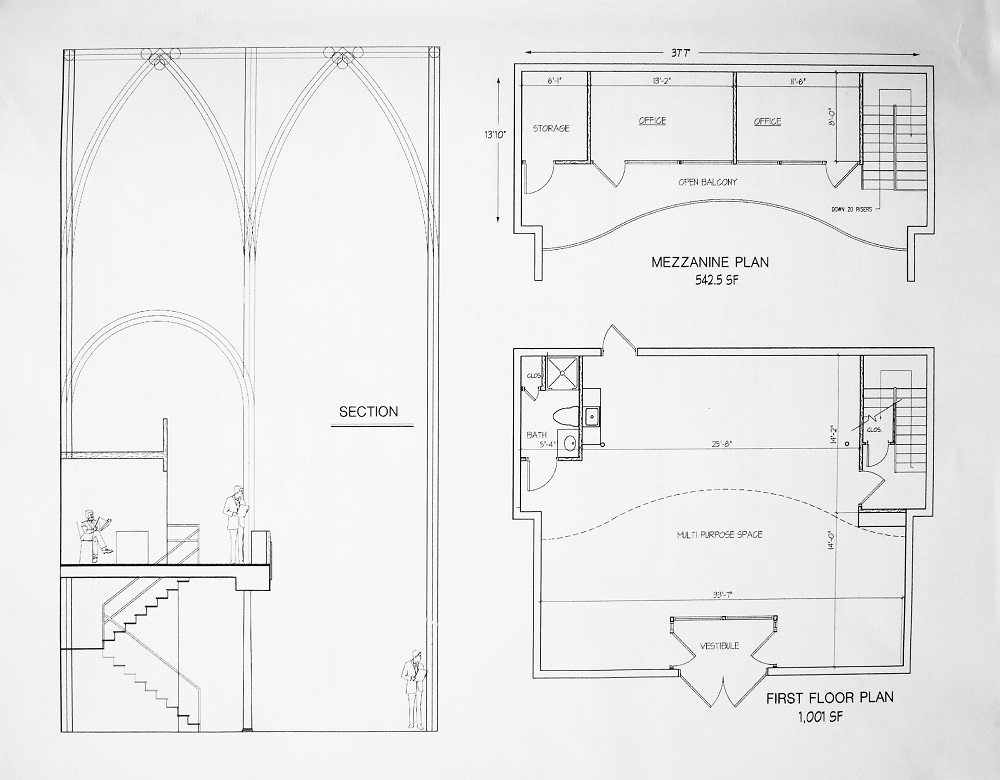 SECTION
37'7"
13'10"
6'-1"
13'-2"
11'-6"
8'-0"
STORAGE
OFFICE
OFFICE
OPEN BALCONY
DOWN 20 RISERS
MEZZANINE PLAN
542.5 SF
CLOS.
BATH
5'-4"
25'-8"
14'-2"
CLOS.
MULTI PURPOSE SPACE
14'-0"
33'-7"
VESTIBULE
FIRST FLOOR PLAN
1,001 SF